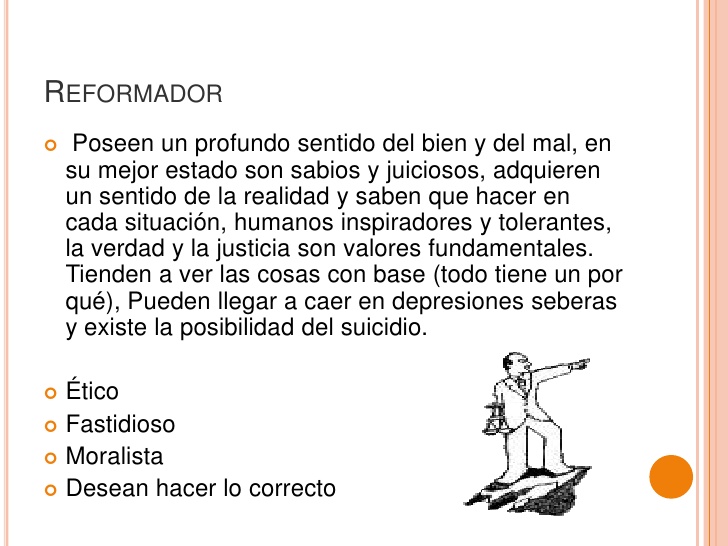 REFORMADOR
Poseen un profundo sentido del bien y del mal, en
su mejor estado son sabios y juiciosos, adquieren
un sentido de la realidad y saben que hacer en
cada situación, humanos inspiradores y tolerantes,
la verdad y la justicia son valores fundamentales.
Tienden a ver las cosas con base (todo tiene un por
qué), Pueden llegar a caer en depresiones seberas
y existe la posibilidad del suicidio.
Ético
Fastidioso
Moralista
Desean hacer lo correcto